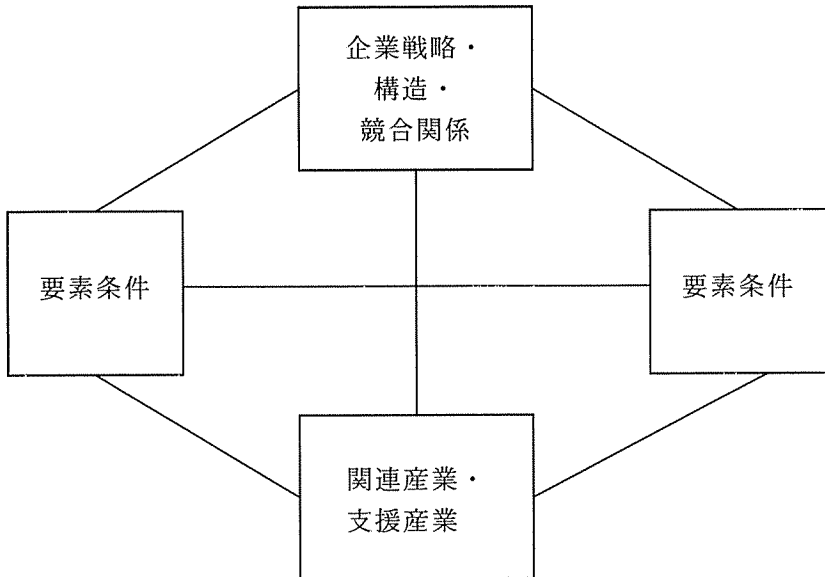 企業戦略・
構造・
競合関係
要素条件
要素条件
関連産業・
支援産業